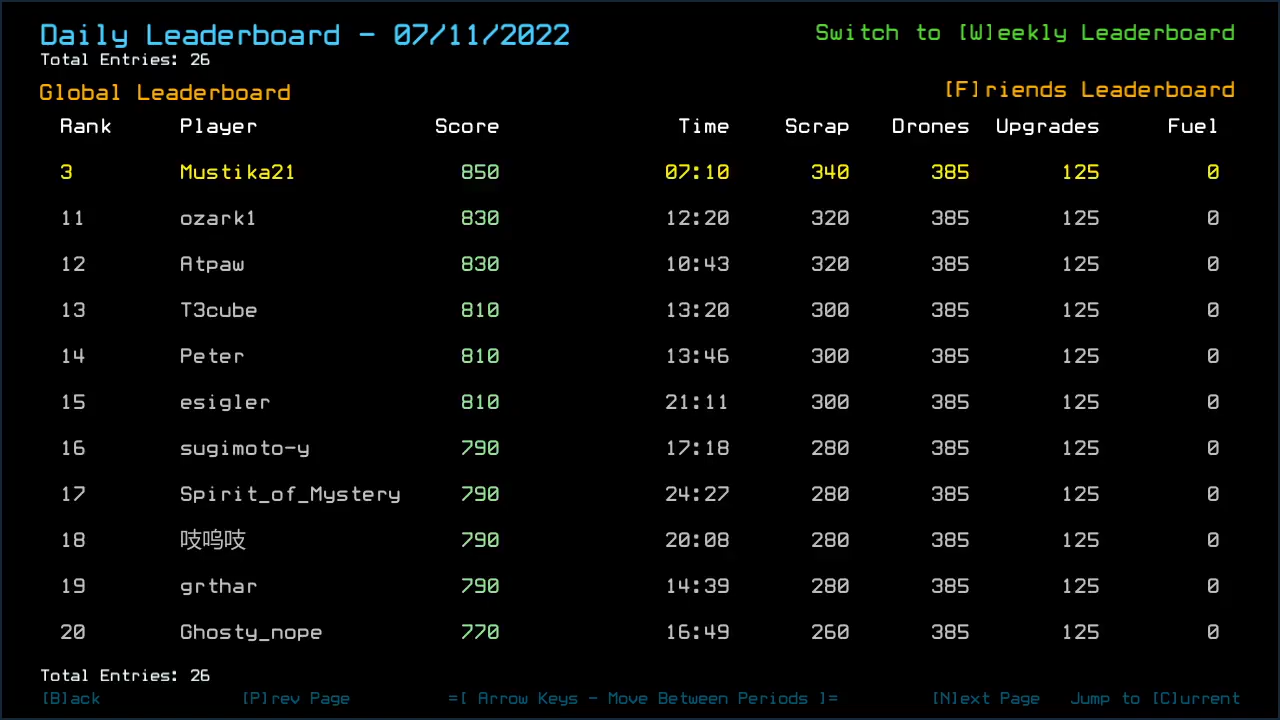 Daily Leaderboard - 07/11/2022 Switch to [W]eekly Leaderboard
Total Entries: 26
Global Leaderboard [F]riends Leaderboard
Rank Player Score Time Scrap Drones Upgrades Fuel
3 Mustika21 850 07:10 340 385 125 0
11 ozark1 830 12:20 320 385 125 0
12 Atpaw 830 10:43 320 385 125 0
13 T3cube 810 13:20 300 385 125 0
14 Peter 810 13:46 300 385 125 0
15 esigler 810 21:11 300 385 125 0
16 sugimoto-y 790 17:18 280 385 125 0
17 Spirit_of_Mystery 790 24:27 280 385 125 0
18 吱呜吱 790 20:08 280 385 125 0
19 grthar 790 14:39 280 385 125 0
20 Ghosty_nope 770 16:49 260 385 125 0
Total Entries: 26
[B]ack [P]rev Page =[ Arrow Keys - Move Between Periods ]= [N]ext Page Jump to [C]urrent